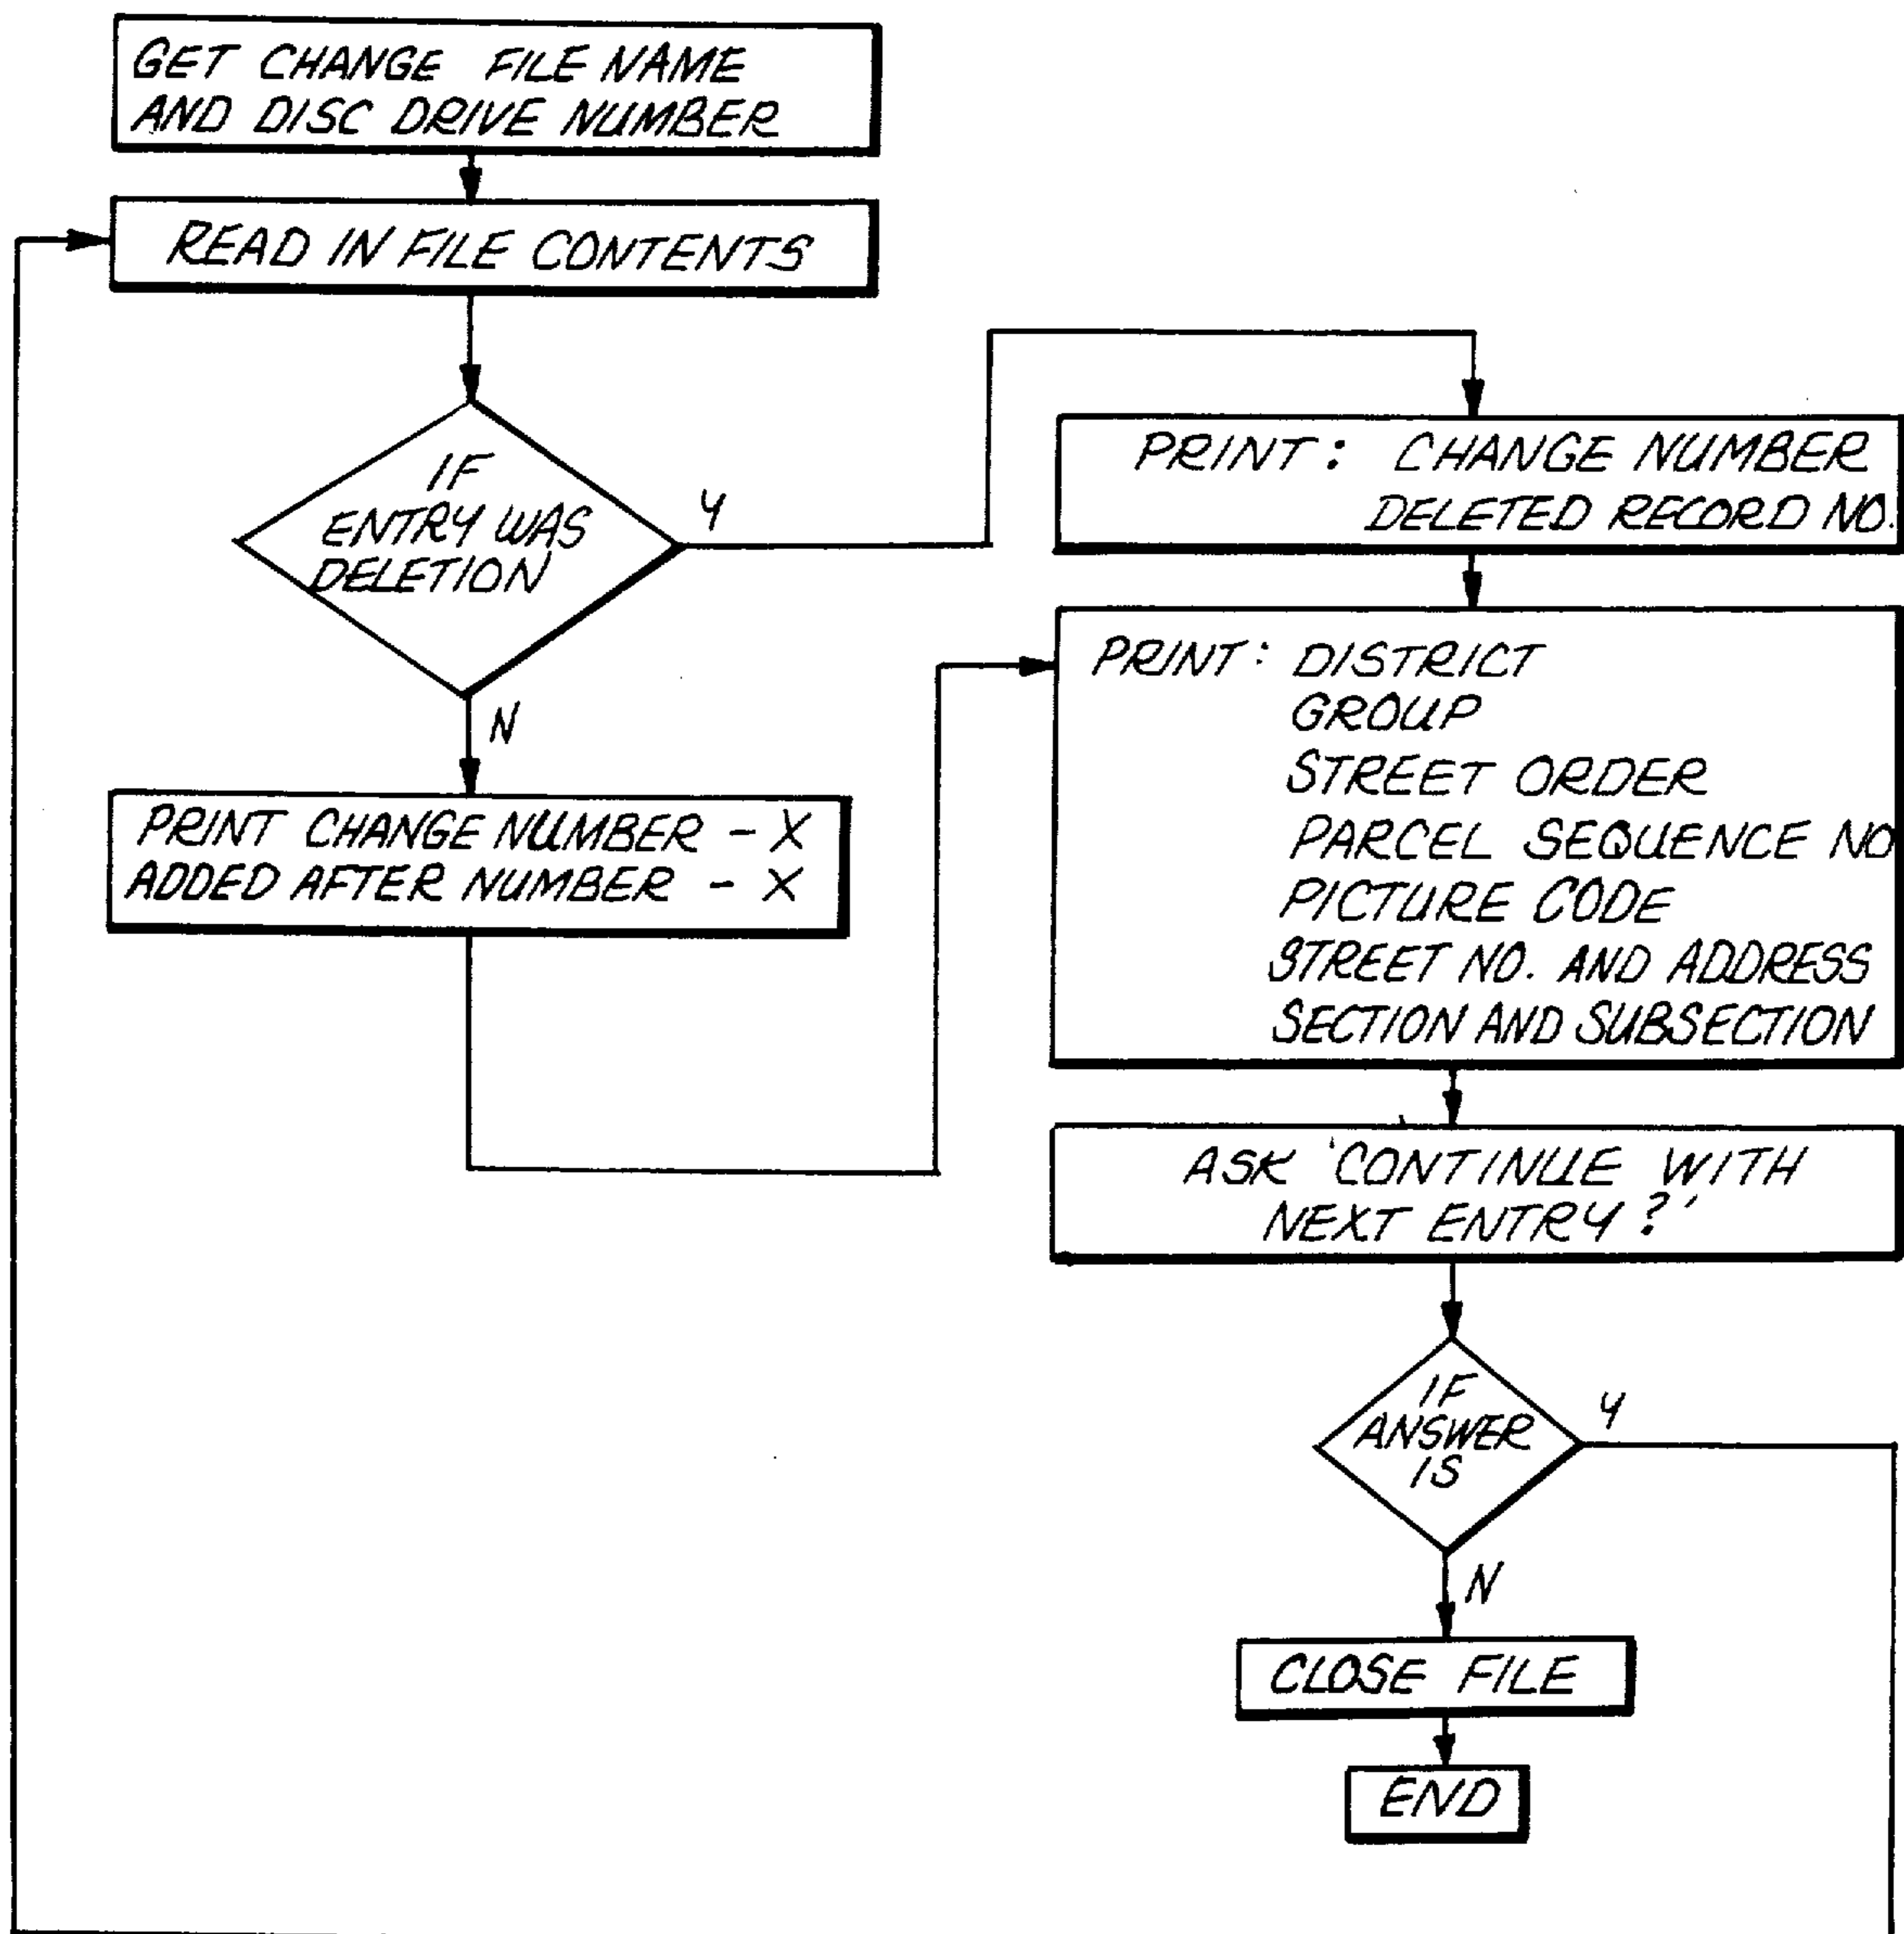 GET CHANGE FILE NAME
AND DISC DRIVE NUMBER
READ IN FILE CONTENTS
IF
ENTRY WAS
DELETION
Y
N
PRINT CHANGE NUMBER - X
ADDED AFTER NUMBER - X
PRINT: CHANGE NUMBER
DELETED RECORD NO.
PRINT: DISTRICT
GROUP
STREET ORDER
PARCEL SEQUENCE NO
PICTURE CODE
STREET NO. AND ADDRESS
SECTION AND SUBSECTION
ASK 'CONTINUE WITH
NEXT ENTRY?'
IF
ANSWER
IS
Y
N
CLOSE FILE
END